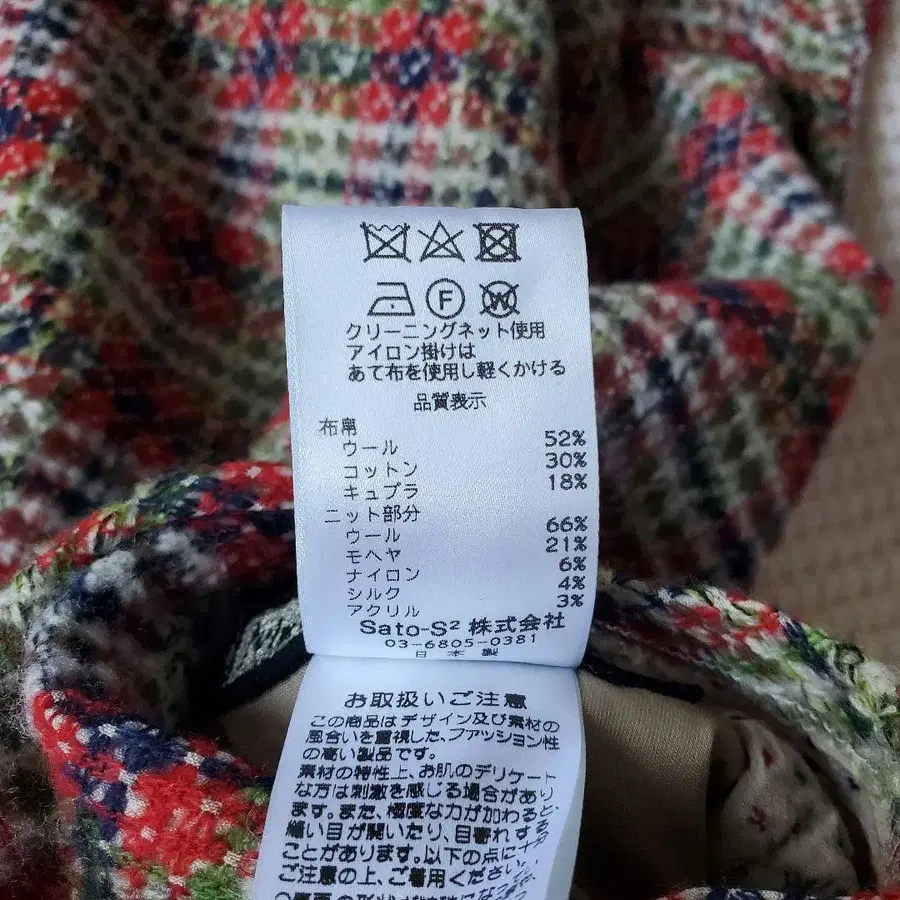 F W
クリーニングネット使用
アイロン掛けは
あて布を使用し軽くかける
品質表示
布帛
ウール 52%
コットン 30%
キュプラ 18%
ニット部分
ウール 66%
モヘヤ 21%
ナイロン 6%
シルク 4%
アクリル 3%
Sato-S² 株式会社
03-6805-0381
日本製
お取扱いご注意
この商品はデザイン及び素材の
風合いを重視した、ファッション性
の高い製品です。
素材の特性上、お肌のデリケート
な方は刺激を感じる場合があり
ます。また、極度な力が加わると
縫い目が開いたり、目寄れする
ことがあります。以下の点に十分
ご注意の上、ご着用ください。